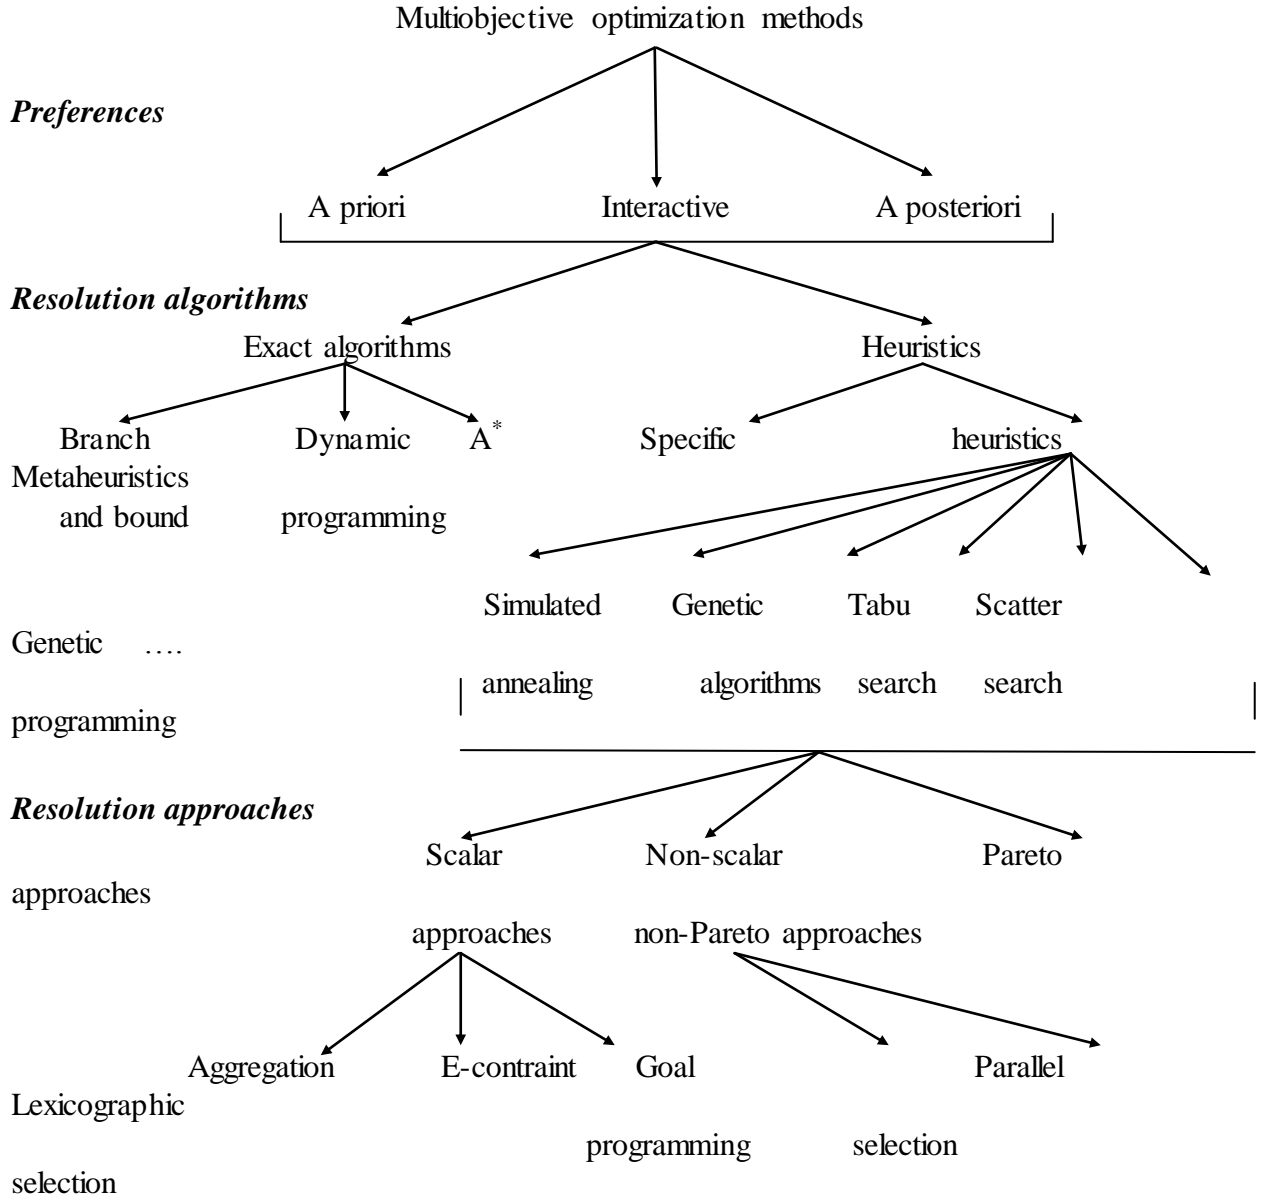 Multiobjective optimization methods
Preferences
A priori Interactive A posteriori
Resolution algorithms
Exact algorithms Heuristics
Branch Dynamic A* Specific heuristics
Metaheuristics
and bound programming
Simulated Genetic Tabu Scatter
Genetic ....
annealing algorithms search search
programming
Resolution approaches
Scalar Non-scalar Pareto
approaches
approaches non-Pareto approaches
Aggregation E-contraint Goal Parallel
Lexicographic
programming selection
selection